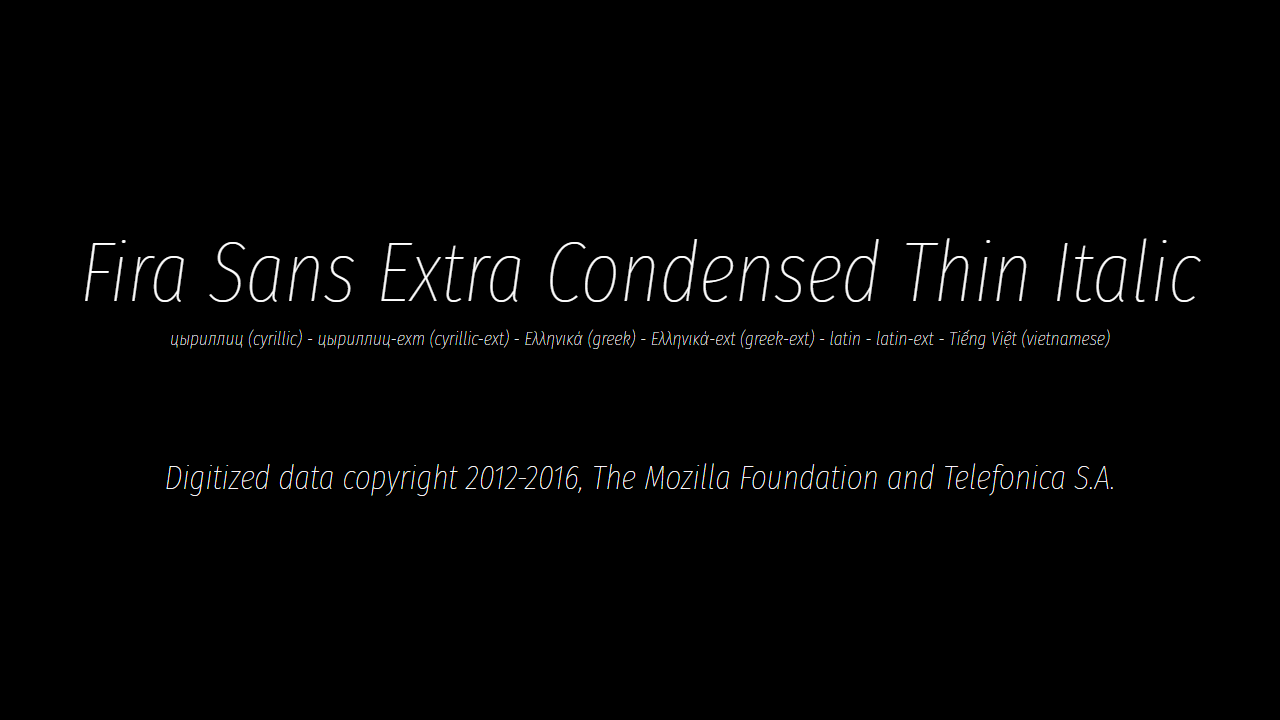 Fira Sans Extra Condensed Thin Italic
цыриллиц (cyrillic) - цыриллиц-ext (cyrillic-ext) - Ελληνικά (greek) - Ελληνικά-ext (greek-ext) - latin - latin-ext - Tiếng Việt (vietnamese)
Digitized data copyright 2012-2016, The Mozilla Foundation and Telefonica S.A.